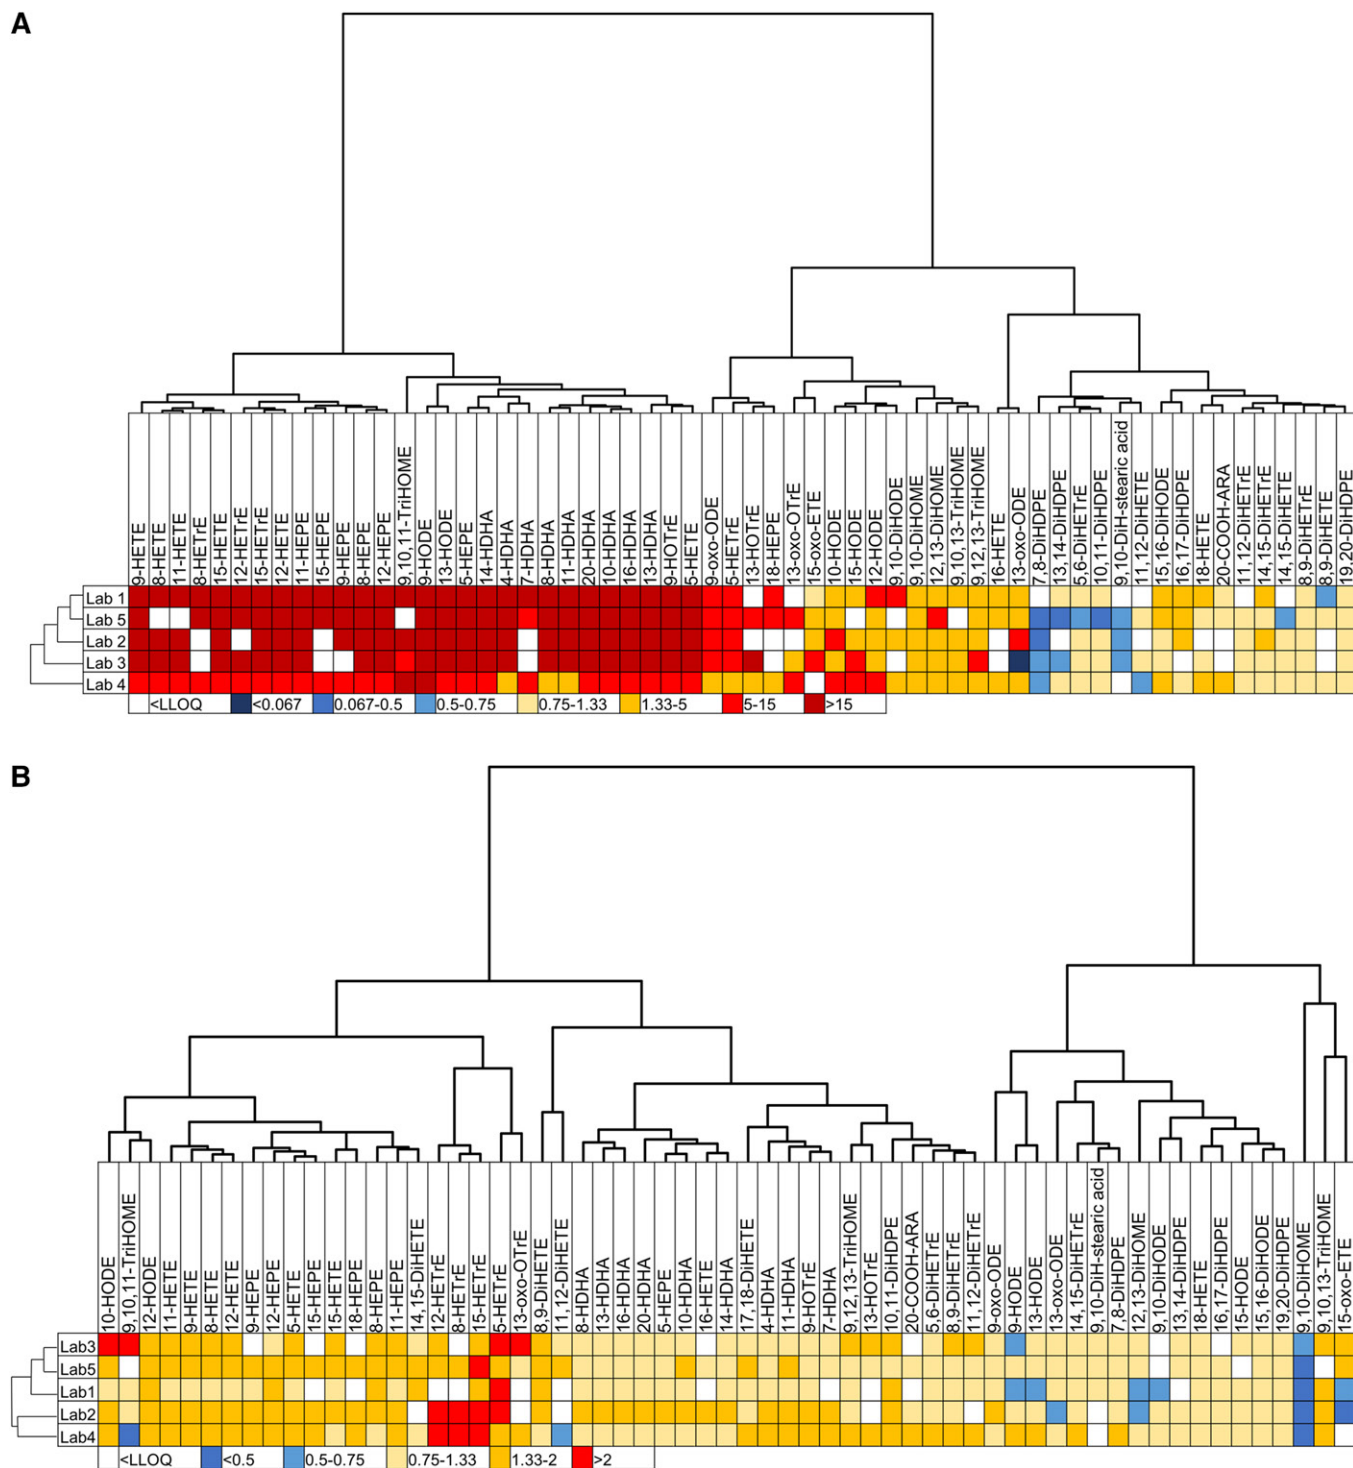 A
9-HETE
8-HETE
11-HETE
8-HETrE
15-HETE
12-HETrE
15-HETrE
12-HETE
11-HEPE
15-HEPE
9-HEPE
8-HEPE
12-HEPE
9,10,11-TriHOME
9-HODE
13-HODE
5-HEPE
14-HDHA
4-HDHA
7-HDHA
8-HDHA
11-HDHA
20-HDHA
10-HDHA
16-HDHA
13-HDHA
9-HOTrE
5-HETE
9-oxo-ODE
5-HETrE
13-HOTrE
18-HEPE
13-oxo-OTrE
15-oxo-ETE
10-HODE
15-HODE
12-HODE
9,10-DiHODE
9,10-DiHOME
12,13-DiHOME
9,10,13-TriHOME
9,12,13-TriHOME
16-HETE
13-oxo-ODE
7,8-DiHDPE
13,14-DiHDPE
5,6-DiHETrE
10,11-DiHDPE
9,10-DiH-stearic acid
11,12-DiHETE
15,16-DiHODE
16,17-DiHDPE
18-HETE
20-COOH-ARA
11,12-DiHETrE
14,15-DiHETrE
14,15-DiHETE
8,9-DiHETrE
8,9-DiHETE
19,20-DiHDPE
Lab 1
Lab 5
Lab 2
Lab 3
Lab 4
<LLOQ <0.067 0.067-0.5 0.5-0.75 0.75-1.33 1.33-5 5-15 >15
B
10-HODE
9,10,11-TriHOME
12-HODE
11-HETE
9-HETE
8-HETE
12-HETE
9-HEPE
12-HEPE
5-HETE
15-HEPE
15-HETE
18-HEPE
8-HEPE
11-HEPE
14,15-DiHETE
12-HETrE
8-HETrE
15-HETrE
5-HETrE
13-oxo-OTrE
8,9-DiHETE
11,12-DiHETE
8-HDHA
13-HDHA
16-HDHA
20-HDHA
5-HEPE
10-HDHA
16-HETE
14-HDHA
17,18-DiHETE
4-HDHA
11-HDHA
9-HOTrE
7-HDHA
9,12,13-TriHOME
13-HOTrE
10,11-DiHDPE
20-COOH-ARA
5,6-DiHETrE
8,9-DiHETrE
11,12-DiHETrE
9-oxo-ODE
9-HODE
13-HODE
13-oxo-ODE
14,15-DiHETrE
9,10-DiH-stearic acid
7,8-DiHDPE
12,13-DiHOME
9,10-DiHODE
13,14-DiHDPE
16,17-DiHDPE
15-HODE
15,16-DiHODE
19,20-DiHDPE
9,10-DiHOME
9,10,13-TriHOME
15-oxo-ETE
Lab3
Lab5
Lab1
Lab2
Lab4
<LLOQ <0.5 0.5-0.75 0.75-1.33 1.33-2 >2